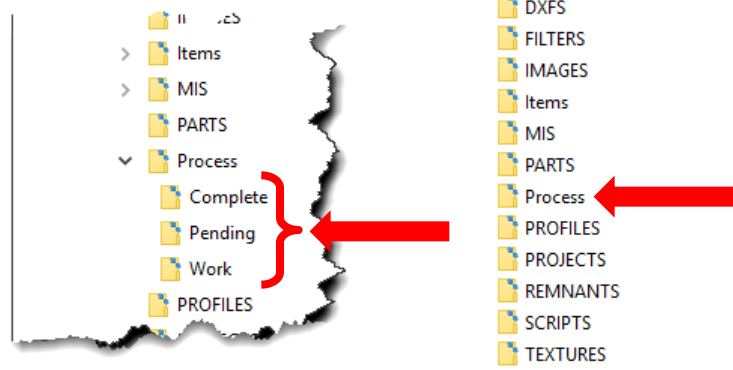 Items
MIS
PARTS
Process
Complete
Pending
Work
PROFILES
DXFS
FILTERS
IMAGES
Items
MIS
PARTS
Process
PROFILES
PROJECTS
REMNANTS
SCRIPTS
TEXTURES